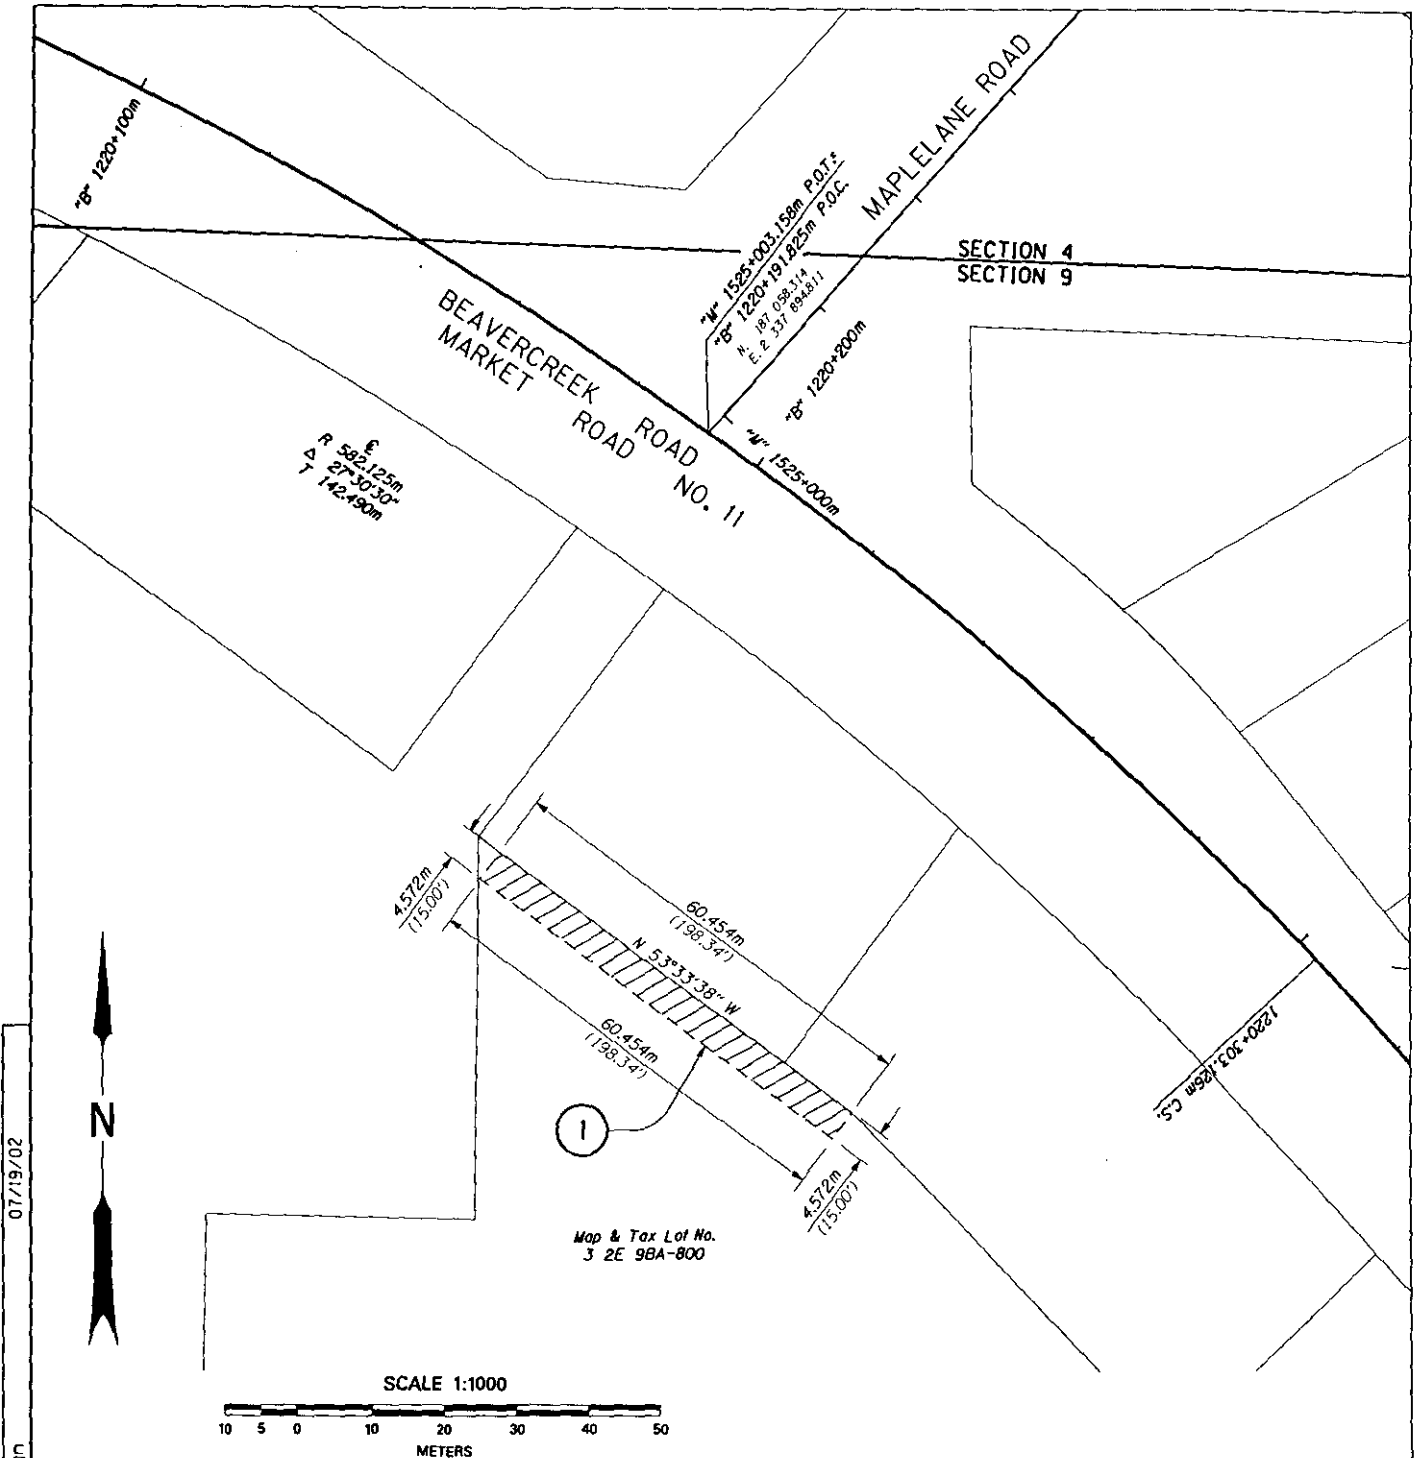 "B" 1220+100m
MAPLELANE ROAD
"M" 1525+003.158m P.O.T.=
"B" 1220+191.825m P.O.C.
N. 187 058.314
E. 2 337 894.811
SECTION 4
SECTION 9
"B" 1220+200m
"M" 1525+000m
BEAVERCREEK ROAD
MARKET ROAD NO. 11
℄
R 582.125m
Δ 27°30'30"
T 142.490m
4.572m
(15.00')
60.454m
(198.34')
N 53°33'38" W
60.454m
(198.34')
1
4.572m
(15.00')
1220+303.126m C.S.
N
07/19/02
Map & Tax Lot No.
3 2E 9BA-800
SCALE 1:1000
10 5 0 10 20 30 40 50
METERS